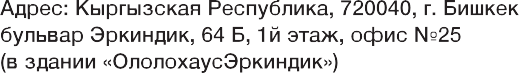 Адрес: Кыргызская Республика, 720040, г. Бишкек
бульвар Эркиндик, 64 Б, 1й этаж, офис №25
(в здании «ОлолохаусЭркиндик»)